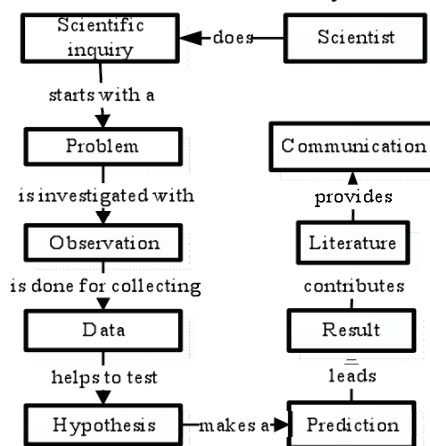 Scientific
inquiry
does
Scientist
starts with a
Problem
is investigated with
Observation
is done for collecting
Data
helps to test
Hypothesis
makes a
Prediction
leads
Result
contributes
Literature
provides
Communication